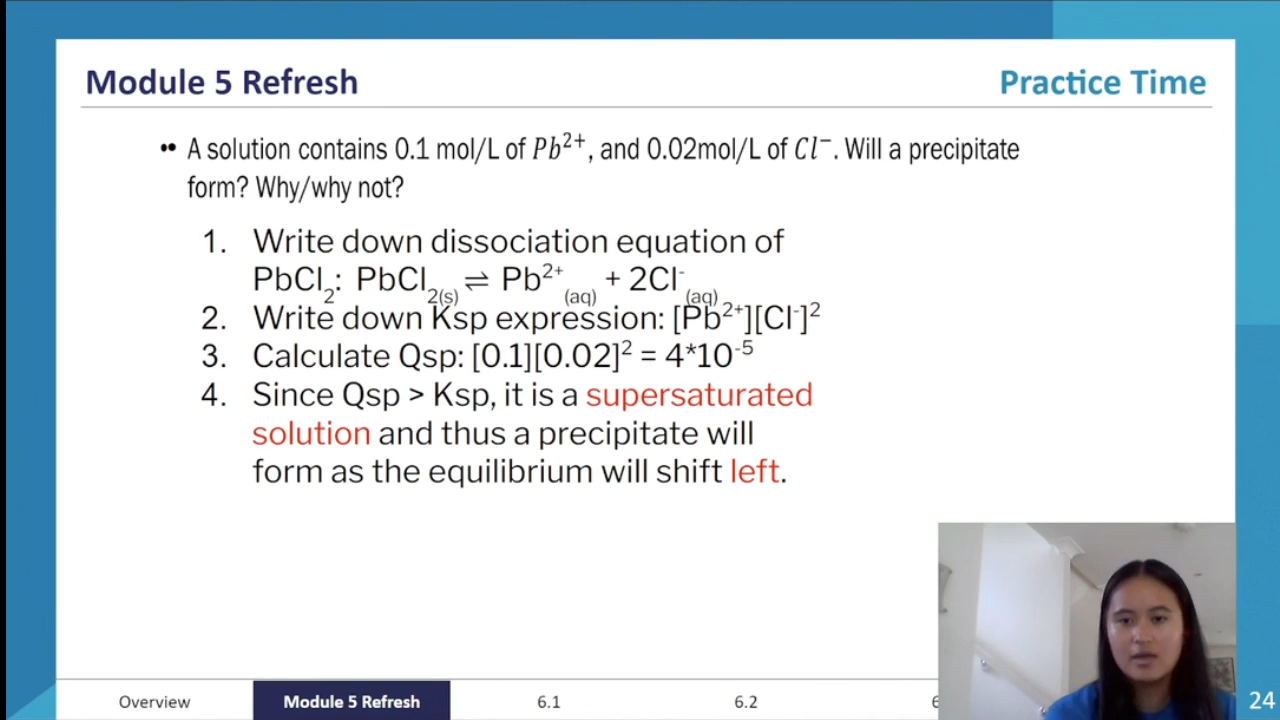 Module 5 Refresh
Practice Time
•• A solution contains 0.1 mol/L of Pb²⁺, and 0.02mol/L of Cl⁻. Will a precipitate
form? Why/why not?
1. Write down dissociation equation of
PbCl₂: PbCl₂₍ₛ₎ ⇌ Pb²⁺(aq) + 2Cl⁻(aq)
2. Write down Ksp expression: [Pb²⁺][Cl⁻]²
3. Calculate Qsp: [0.1][0.02]² = 4*10⁻⁵
4. Since Qsp > Ksp, it is a supersaturated
solution and thus a precipitate will
form as the equilibrium will shift left.
Overview Module 5 Refresh 6.1 6.2
24